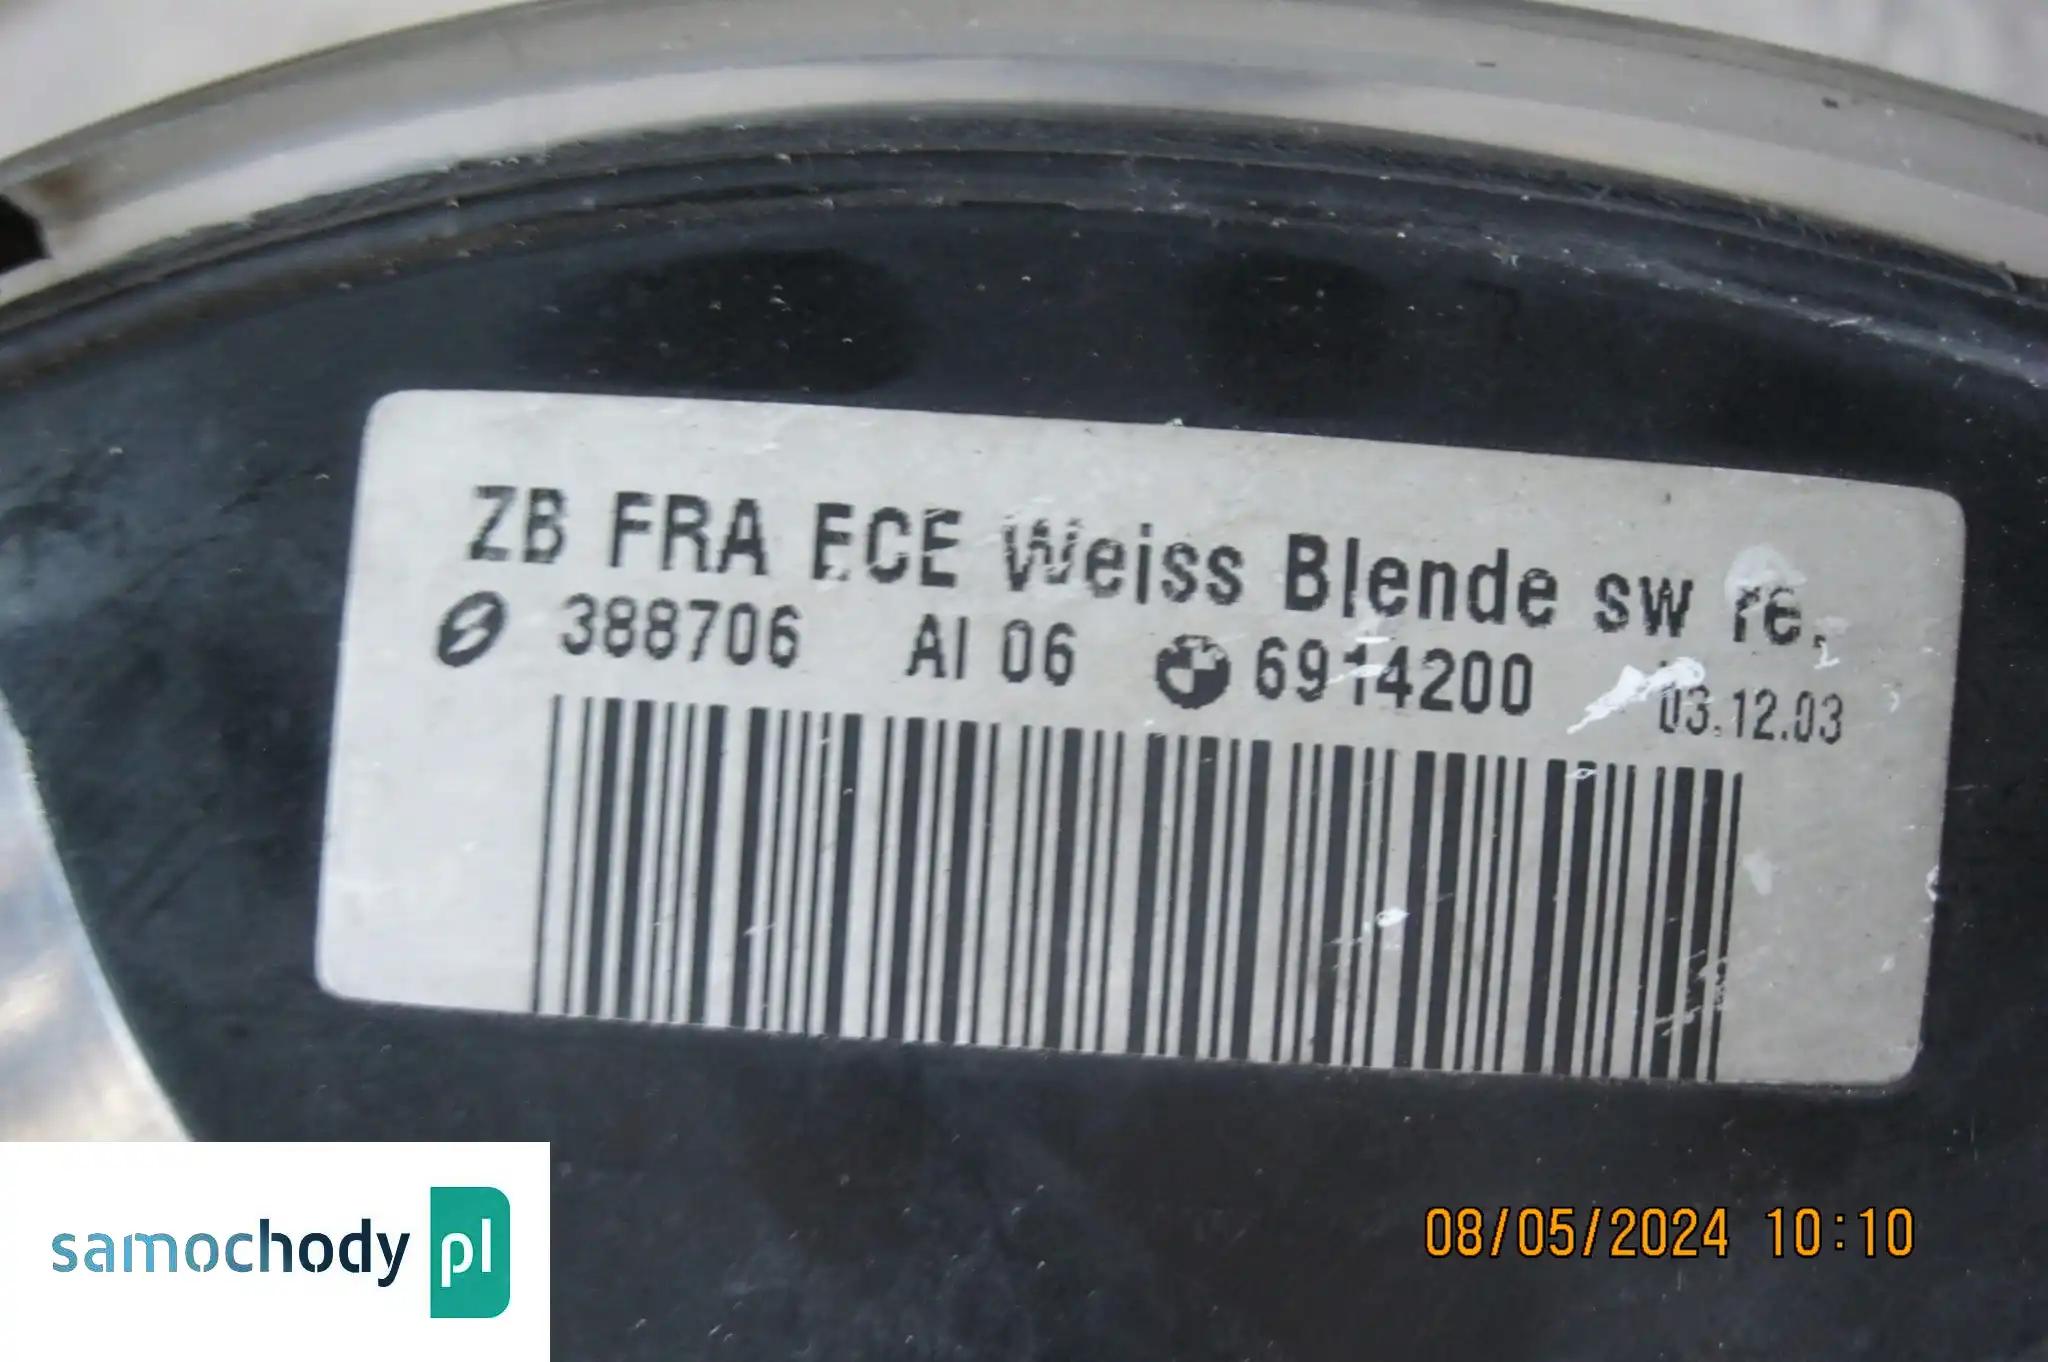 ZB FRA ECE Weiss Blende sw re.
388706 AI 06 6914200 03.12.03
samochody pl
08/05/2024 10:10